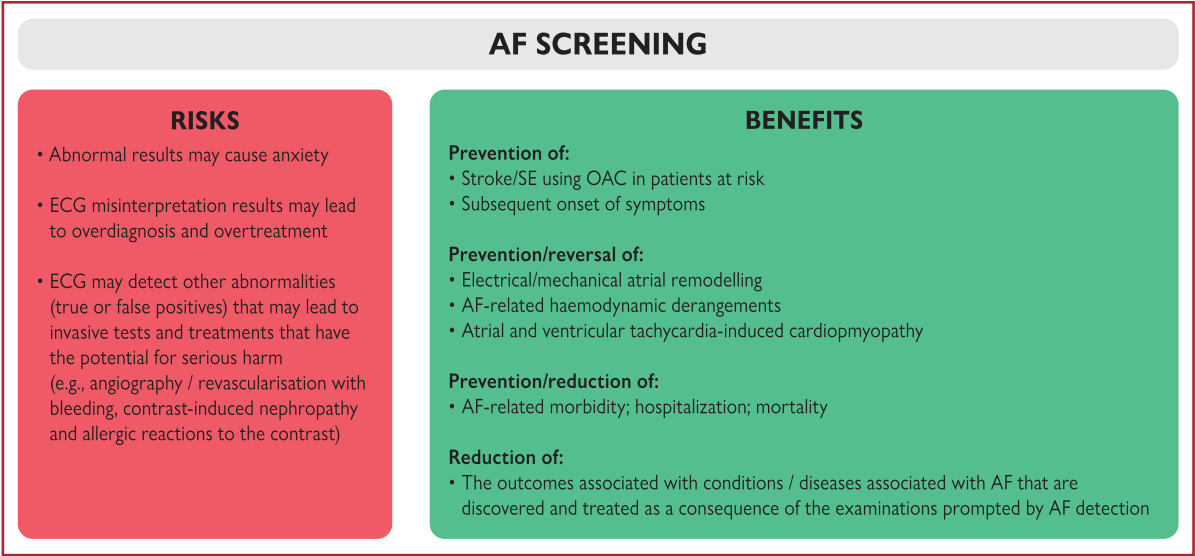 AF SCREENING
RISKS
• Abnormal results may cause anxiety
• ECG misinterpretation results may lead
to overdiagnosis and overtreatment
• ECG may detect other abnormalities
(true or false positives) that may lead to
invasive tests and treatments that have
the potential for serious harm
(e.g., angiography / revascularisation with
bleeding, contrast-induced nephropathy
and allergic reactions to the contrast)
BENEFITS
Prevention of:
• Stroke/SE using OAC in patients at risk
• Subsequent onset of symptoms
Prevention/reversal of:
• Electrical/mechanical atrial remodelling
• AF-related haemodynamic derangements
• Atrial and ventricular tachycardia-induced cardiopmyopathy
Prevention/reduction of:
• AF-related morbidity; hospitalization; mortality
Reduction of:
• The outcomes associated with conditions / diseases associated with AF that are
discovered and treated as a consequence of the examinations prompted by AF detection